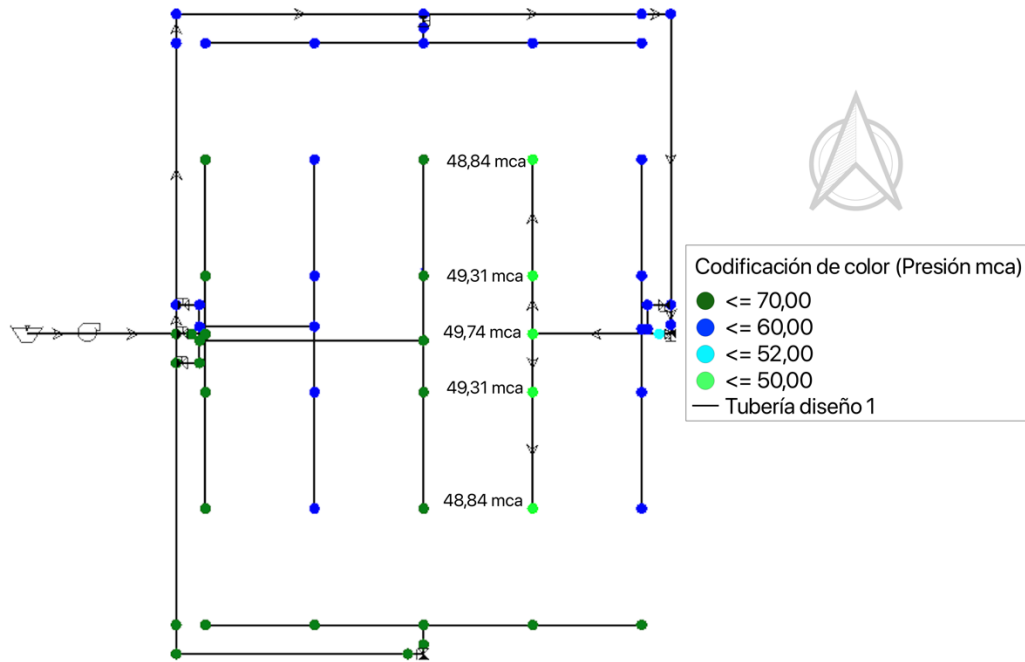 48,84 mca
49,31 mca
49,74 mca
49,31 mca
48,84 mca
Codificación de color (Presión mca)
<= 70,00
<= 60,00
<= 52,00
<= 50,00
Tubería diseño 1